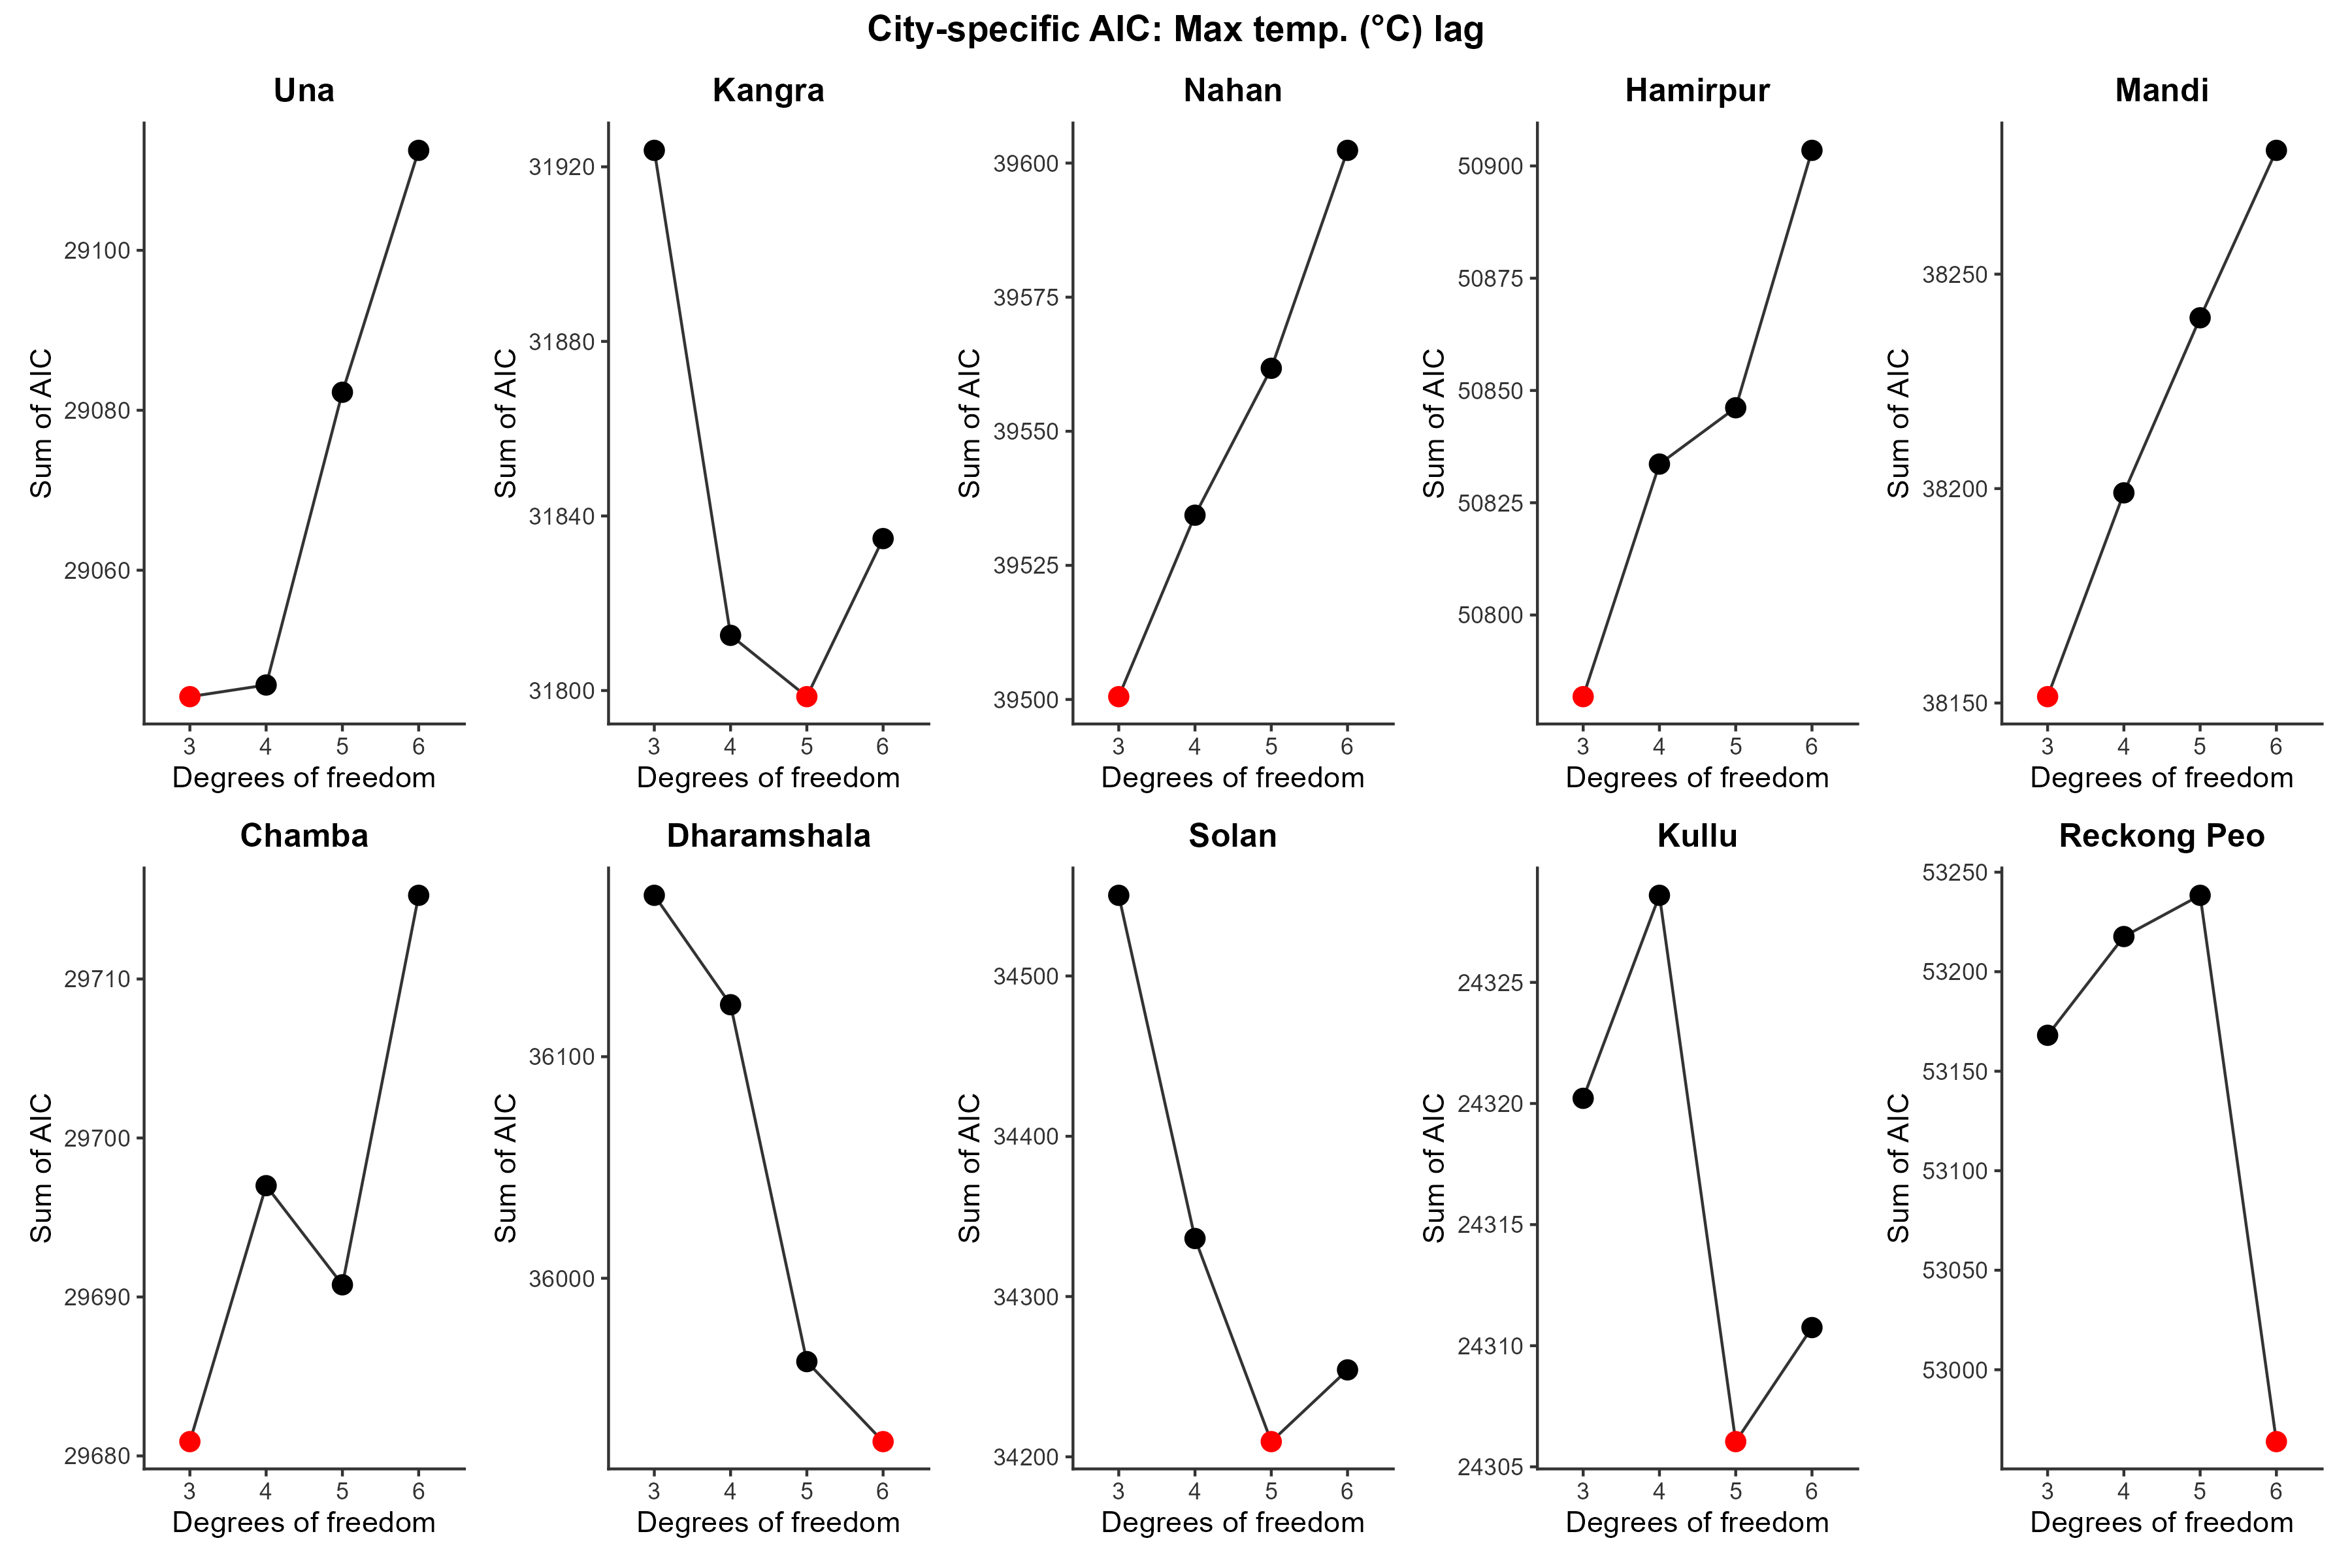 City-specific AIC: Max temp. (°C) lag
Una
Sum of AIC
29100
29080
29060
3 4 5 6
Degrees of freedom
Kangra
Sum of AIC
31920
31880
31840
31800
3 4 5 6
Degrees of freedom
Nahan
Sum of AIC
39600
39575
39550
39525
39500
3 4 5 6
Degrees of freedom
Hamirpur
Sum of AIC
50900
50875
50850
50825
50800
3 4 5 6
Degrees of freedom
Mandi
Sum of AIC
38250
38200
38150
3 4 5 6
Degrees of freedom
Chamba
Sum of AIC
29710
29700
29690
29680
3 4 5 6
Degrees of freedom
Dharamshala
Sum of AIC
36100
36000
3 4 5 6
Degrees of freedom
Solan
Sum of AIC
34500
34400
34300
34200
3 4 5 6
Degrees of freedom
Kullu
Sum of AIC
24325
24320
24315
24310
24305
3 4 5 6
Degrees of freedom
Reckong Peo
Sum of AIC
53250
53200
53150
53100
53050
53000
3 4 5 6
Degrees of freedom